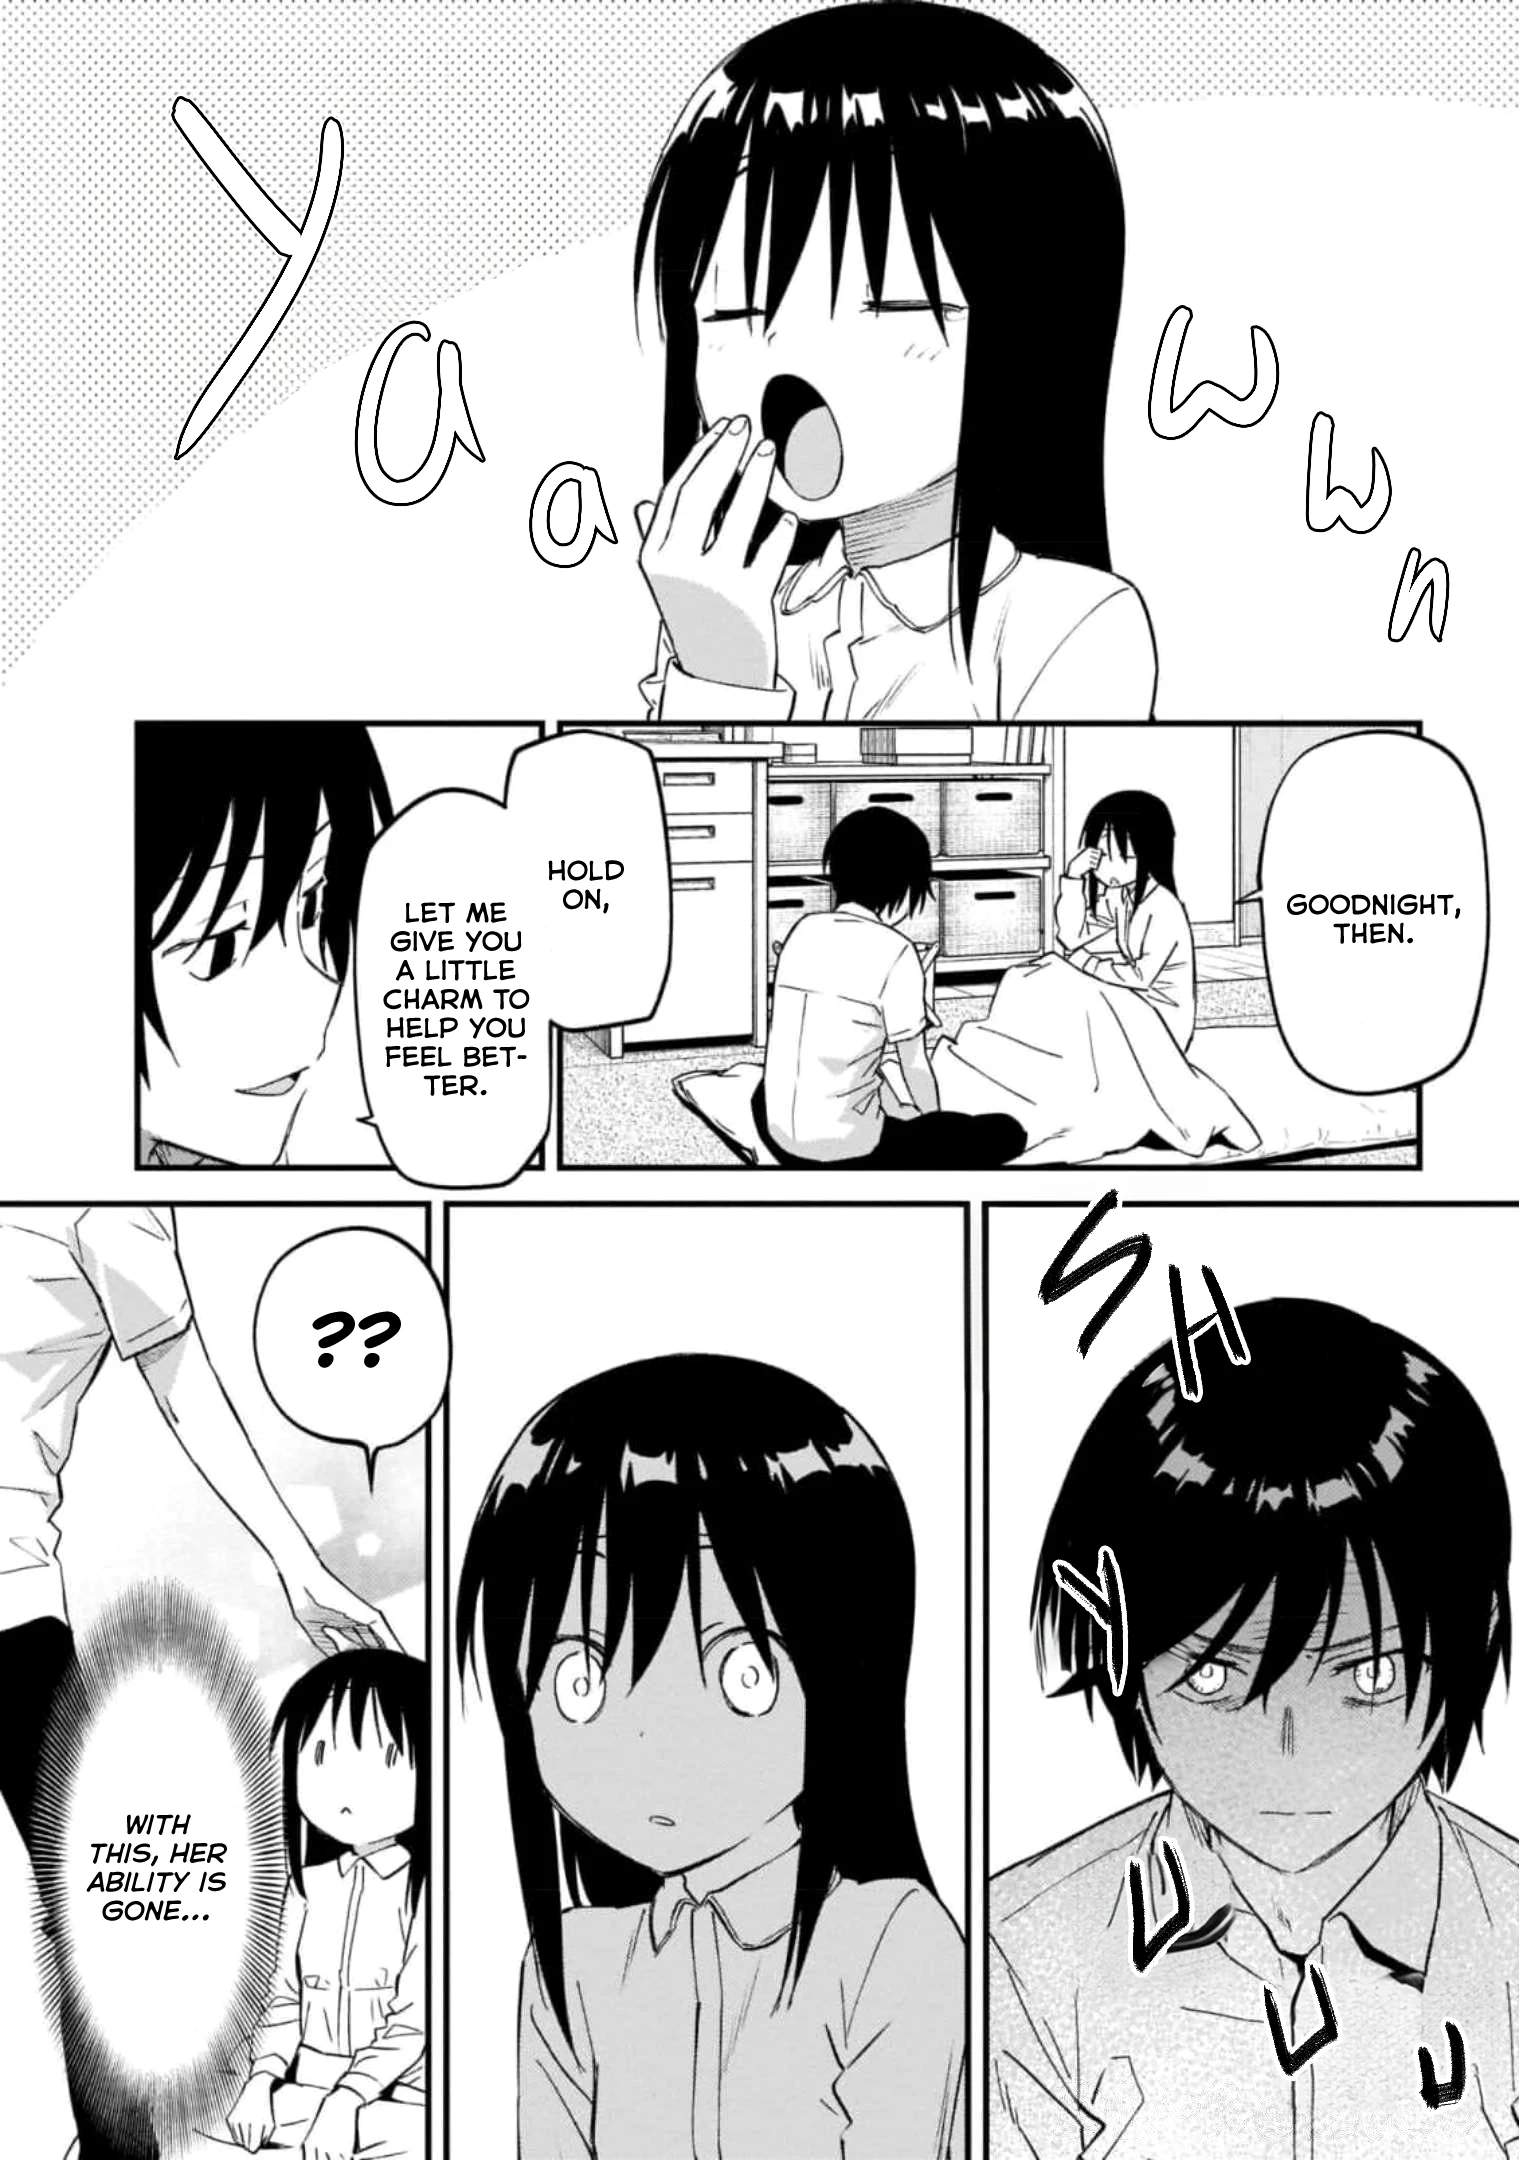 Yaawwn
GOODNIGHT,
THEN.
HOLD
ON,
LET ME
GIVE YOU
A LITTLE
CHARM TO
HELP YOU
FEEL BET-
TER.
SHYUUU
??
WITH
THIS, HER
ABILITY IS
GONE...